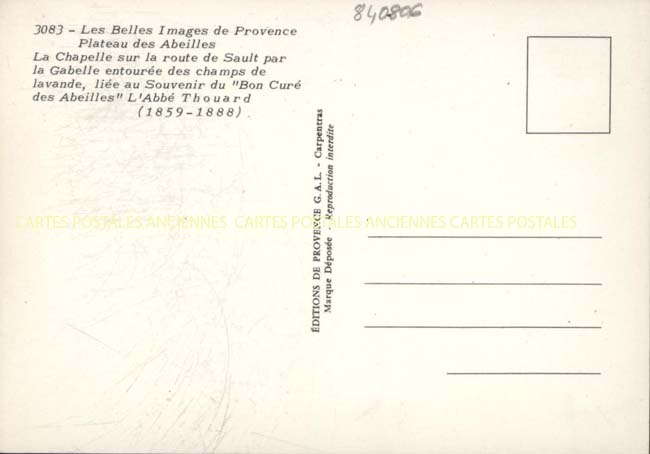 840806
3083 - Les Belles Images de Provence
Plateau des Abeilles
La Chapelle sur la route de Sault par
la Gabelle entourée des champs de
lavande, liée au Souvenir du "Bon Curé
des Abeilles" L'Abbé Thouard
(1859-1888)
ÉDITIONS DE PROVENCE G.A.L. - Carpentras
Marque Déposée - Reproduction interdite
CARTES POSTALES ANCIENNES CARTES POSTALES ANCIENNES CARTES POSTALES